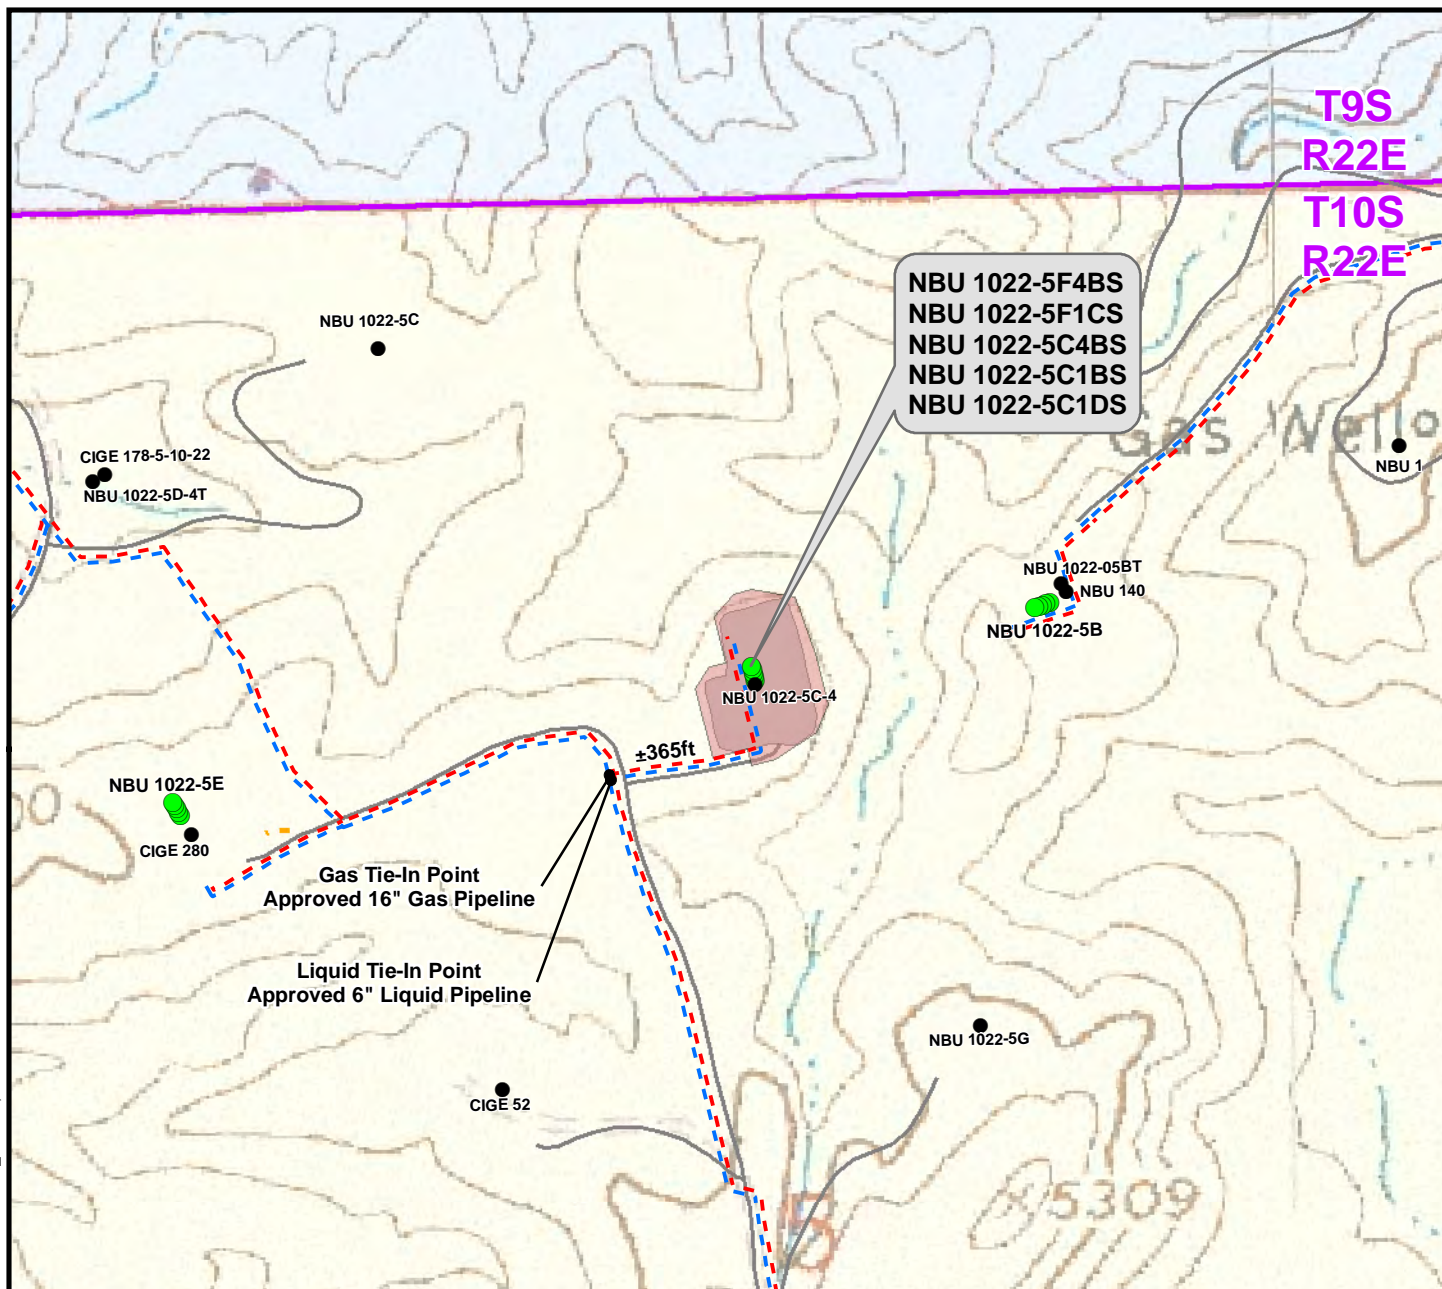 T9S
R22E
T10S
R22E
NBU 1022-5F4BS
NBU 1022-5F1CS
NBU 1022-5C4BS
NBU 1022-5C1BS
NBU 1022-5C1DS
NBU 1022-5C
Gas Well
NBU 1
CIGE 178-5-10-22
NBU 1022-5D-4T
NBU 1022-05BT
NBU 140
NBU 1022-5B
NBU 1022-5C-4
±365ft
NBU 1022-5E
CIGE 280
Gas Tie-In Point
Approved 16" Gas Pipeline
Liquid Tie-In Point
Approved 6" Liquid Pipeline
NBU 1022-5G
CIGE 52
5309
5